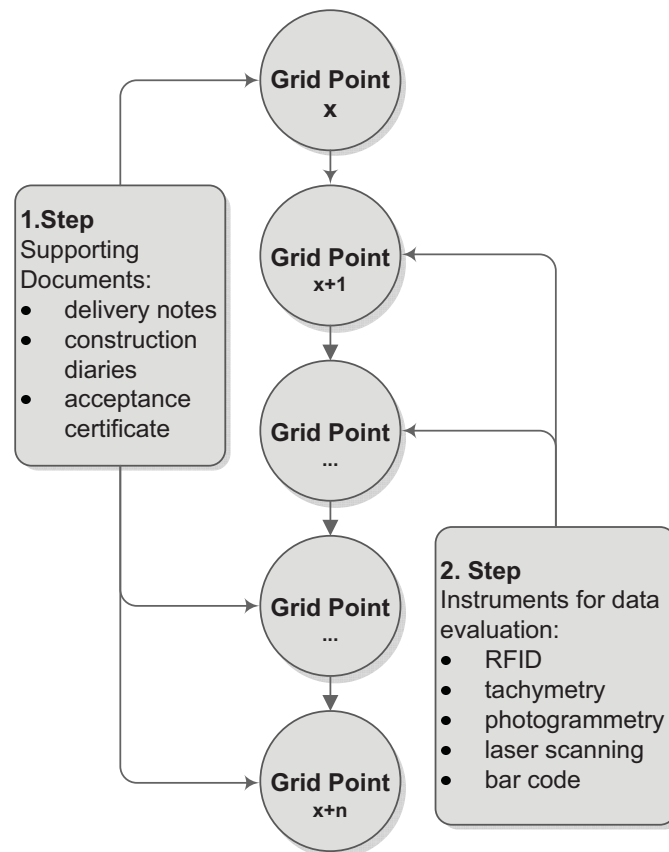 Grid Point
x
1.Step
Supporting
Documents:
• delivery notes
• construction
diaries
• acceptance
certificate
Grid Point
x+1
Grid Point
...
Grid Point
...
Grid Point
x+n
2. Step
Instruments for data
evaluation:
• RFID
• tachymetry
• photogrammetry
• laser scanning
• bar code